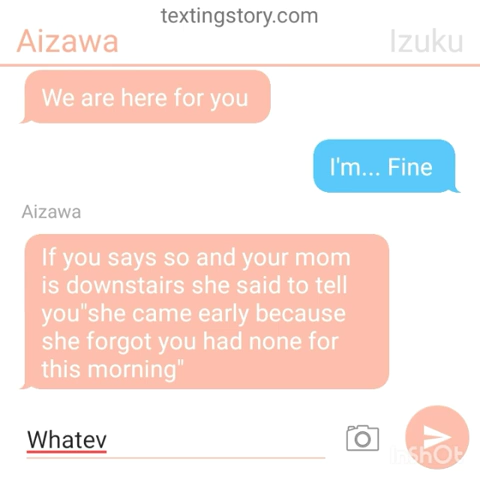 textingstory.com
Aizawa
Izuku
We are here for you
I'm... Fine
Aizawa
If you says so and your mom
is downstairs she said to tell
you"she came early because
she forgot you had none for
this morning"
Whatev
InShOt